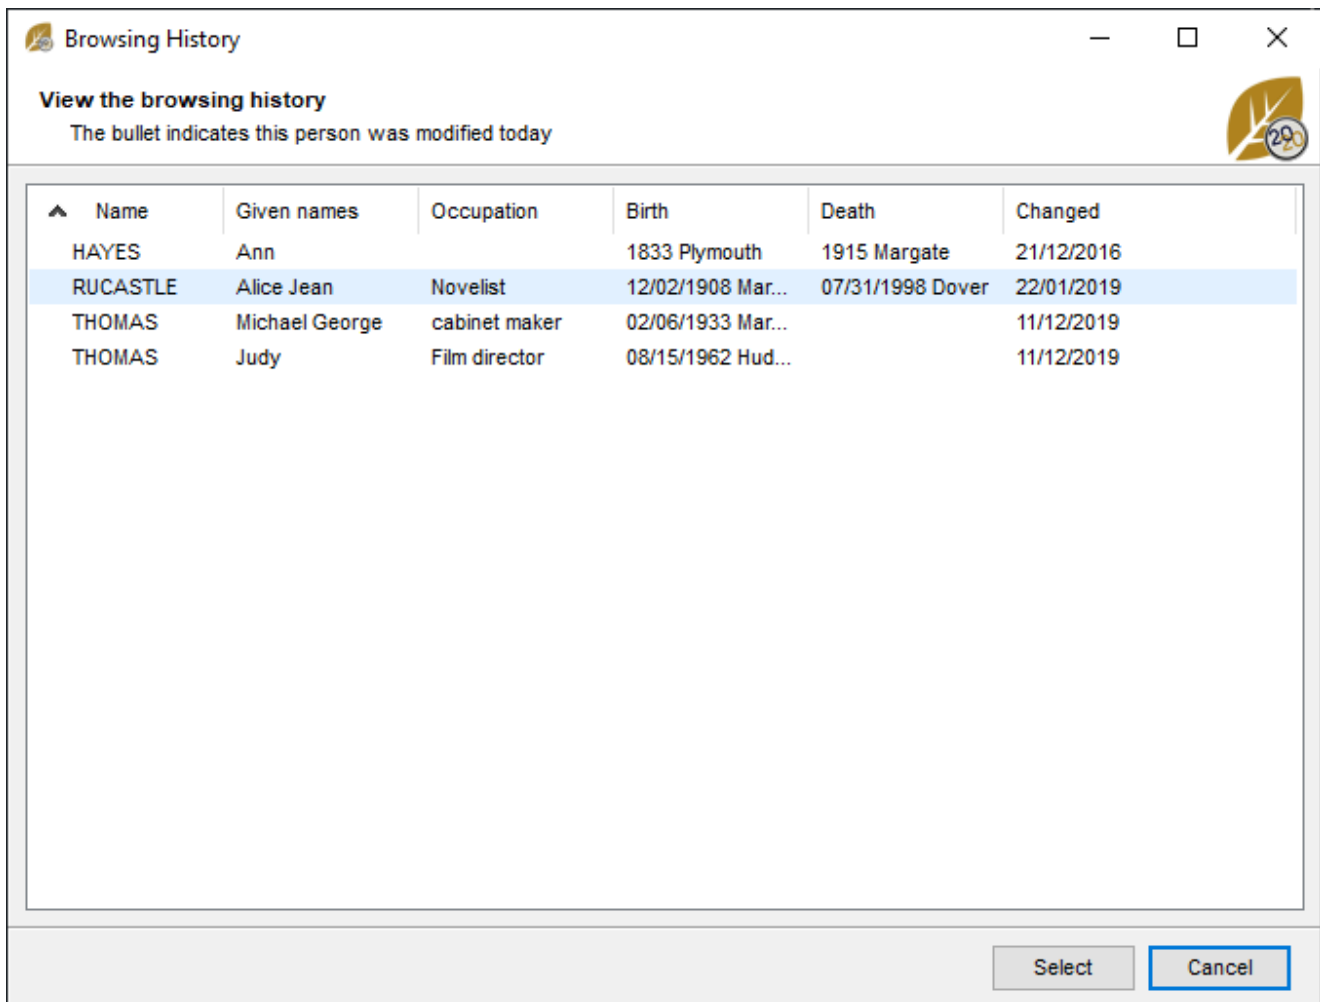 Browsing History
View the browsing history
The bullet indicates this person was modified today
2020
Name Given names Occupation Birth Death Changed
HAYES Ann 1833 Plymouth 1915 Margate 21/12/2016
RUCASTLE Alice Jean Novelist 12/02/1908 Mar... 07/31/1998 Dover 22/01/2019
THOMAS Michael George cabinet maker 02/06/1933 Mar... 11/12/2019
THOMAS Judy Film director 08/15/1962 Hud... 11/12/2019
Select Cancel